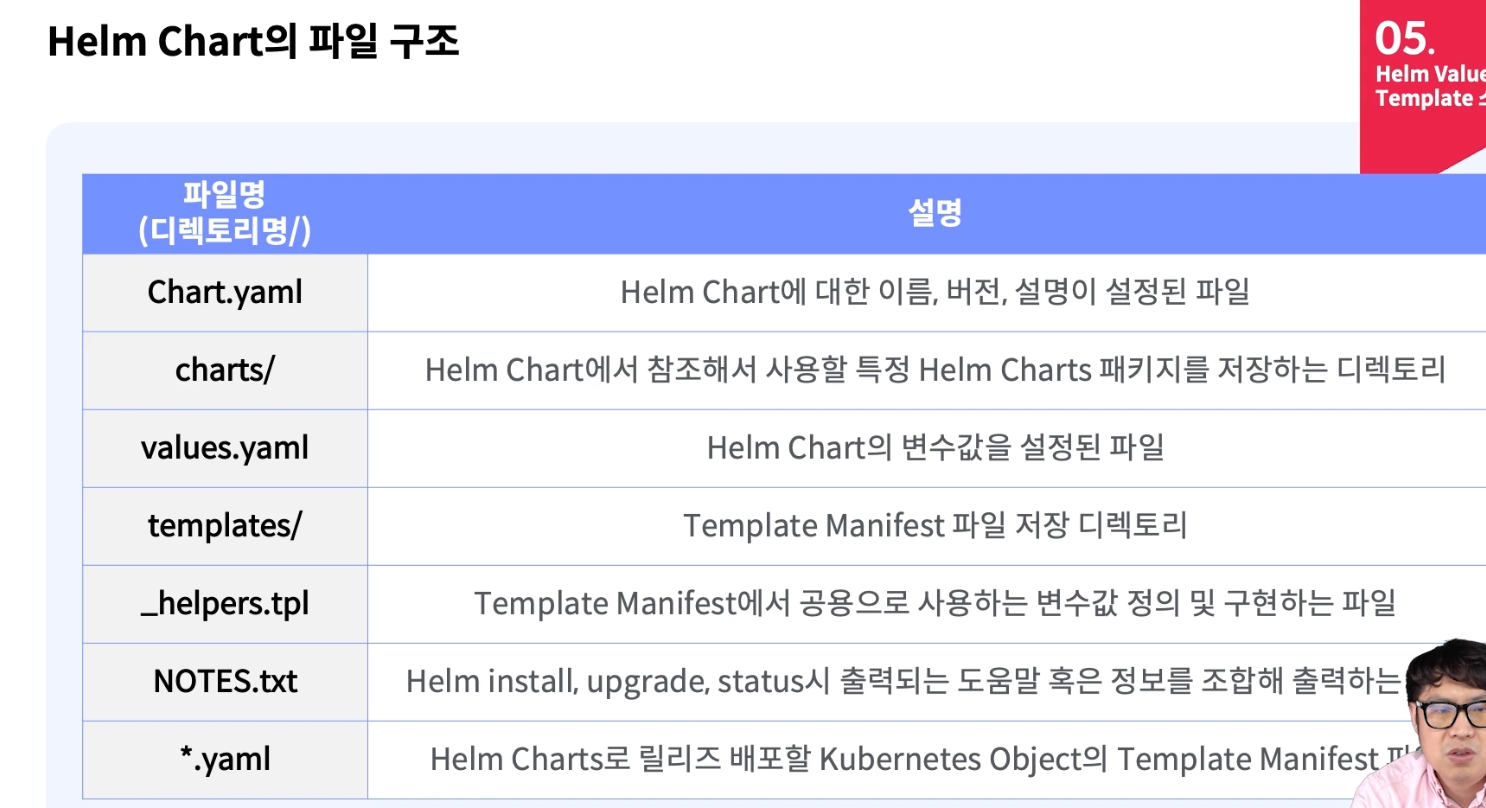 Helm Chart의 파일 구조
05.
Helm Value
Template
파일명
(디렉토리명/)
설명
Chart.yaml
Helm Chart에 대한 이름, 버전, 설명이 설정된 파일
charts/
Helm Chart에서 참조해서 사용할 특정 Helm Charts 패키지를 저장하는 디렉토리
values.yaml
Helm Chart의 변수값을 설정된 파일
templates/
Template Manifest 파일 저장 디렉토리
_helpers.tpl
Template Manifest에서 공용으로 사용하는 변수값 정의 및 구현하는 파일
NOTES.txt
Helm install, upgrade, status시 출력되는 도움말 혹은 정보를 조합해 출력하는
*.yaml
Helm Charts로 릴리즈 배포할 Kubernetes Object의 Template Manifest